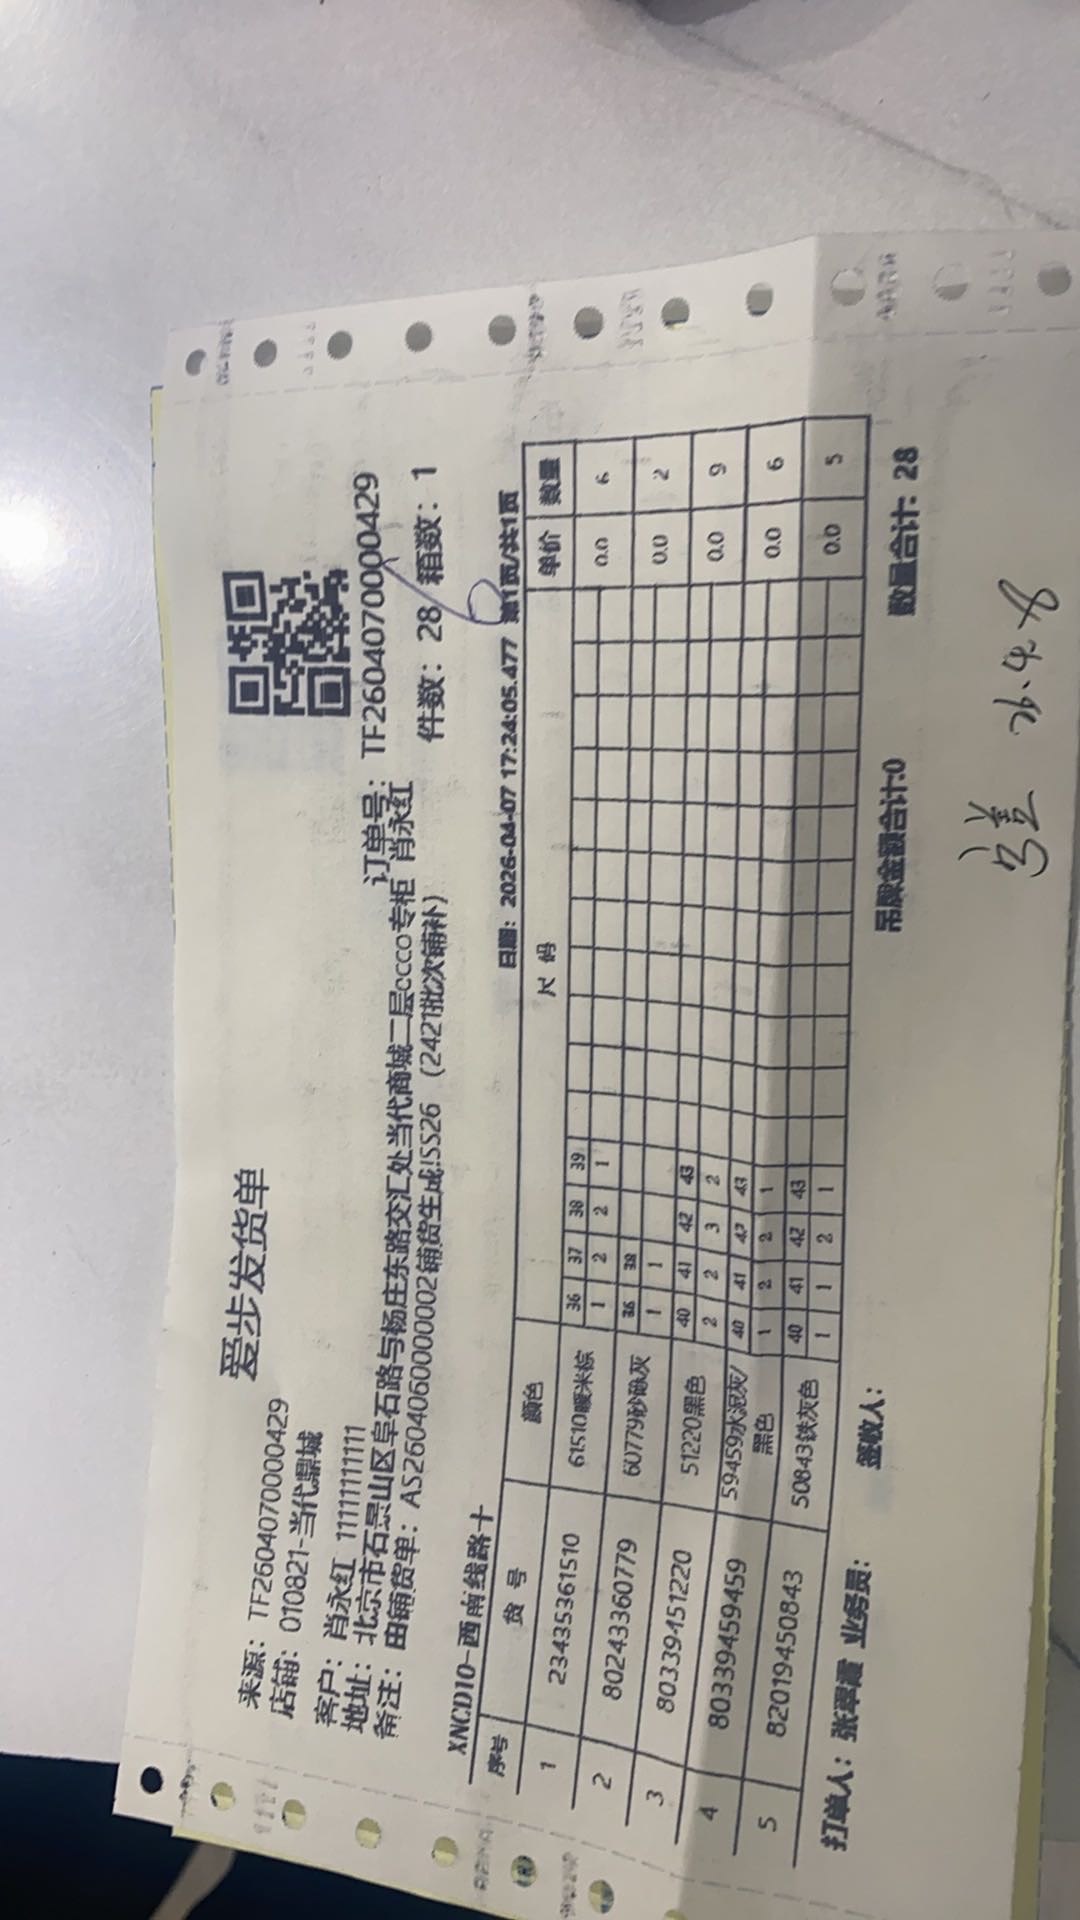 爱步发货单
来源：TF2604070000429
店铺：010821-当代鼎城
客户：肖永红 11111111111
订单号：TF2604070000429
地址：北京市石景山区阜石路与杨庄东路交汇处当代商城二层ecco专柜 肖永红
备注：由铺货单：AS2604060000002铺货生成!SS26 （2421批次铺补）
件数：28 箱数：1
XNCD10-西南线路十
日期：2026-04-07 17:24:05.477 第1页/共1页
序号 货号 颜色 尺码 单价 数量
36 37 38 39
1 23435361510 61510暖米棕 1 2 2 1 0.0 6
36 38
2 80243360779 60779砂砾灰 1 1 0.0 2
40 41 42 43
3 80339451220 51220黑色 2 2 3 2 0.0 9
40 41 42 43
4 80339459459 59459水泥灰/黑色 1 2 2 1 0.0 6
40 41 42 43
5 82019450843 50843铁灰色 1 1 2 1 0.0 5
打单人：张翠霞 业务员： 签收人： 吊牌金额合计:0 数量合计：28